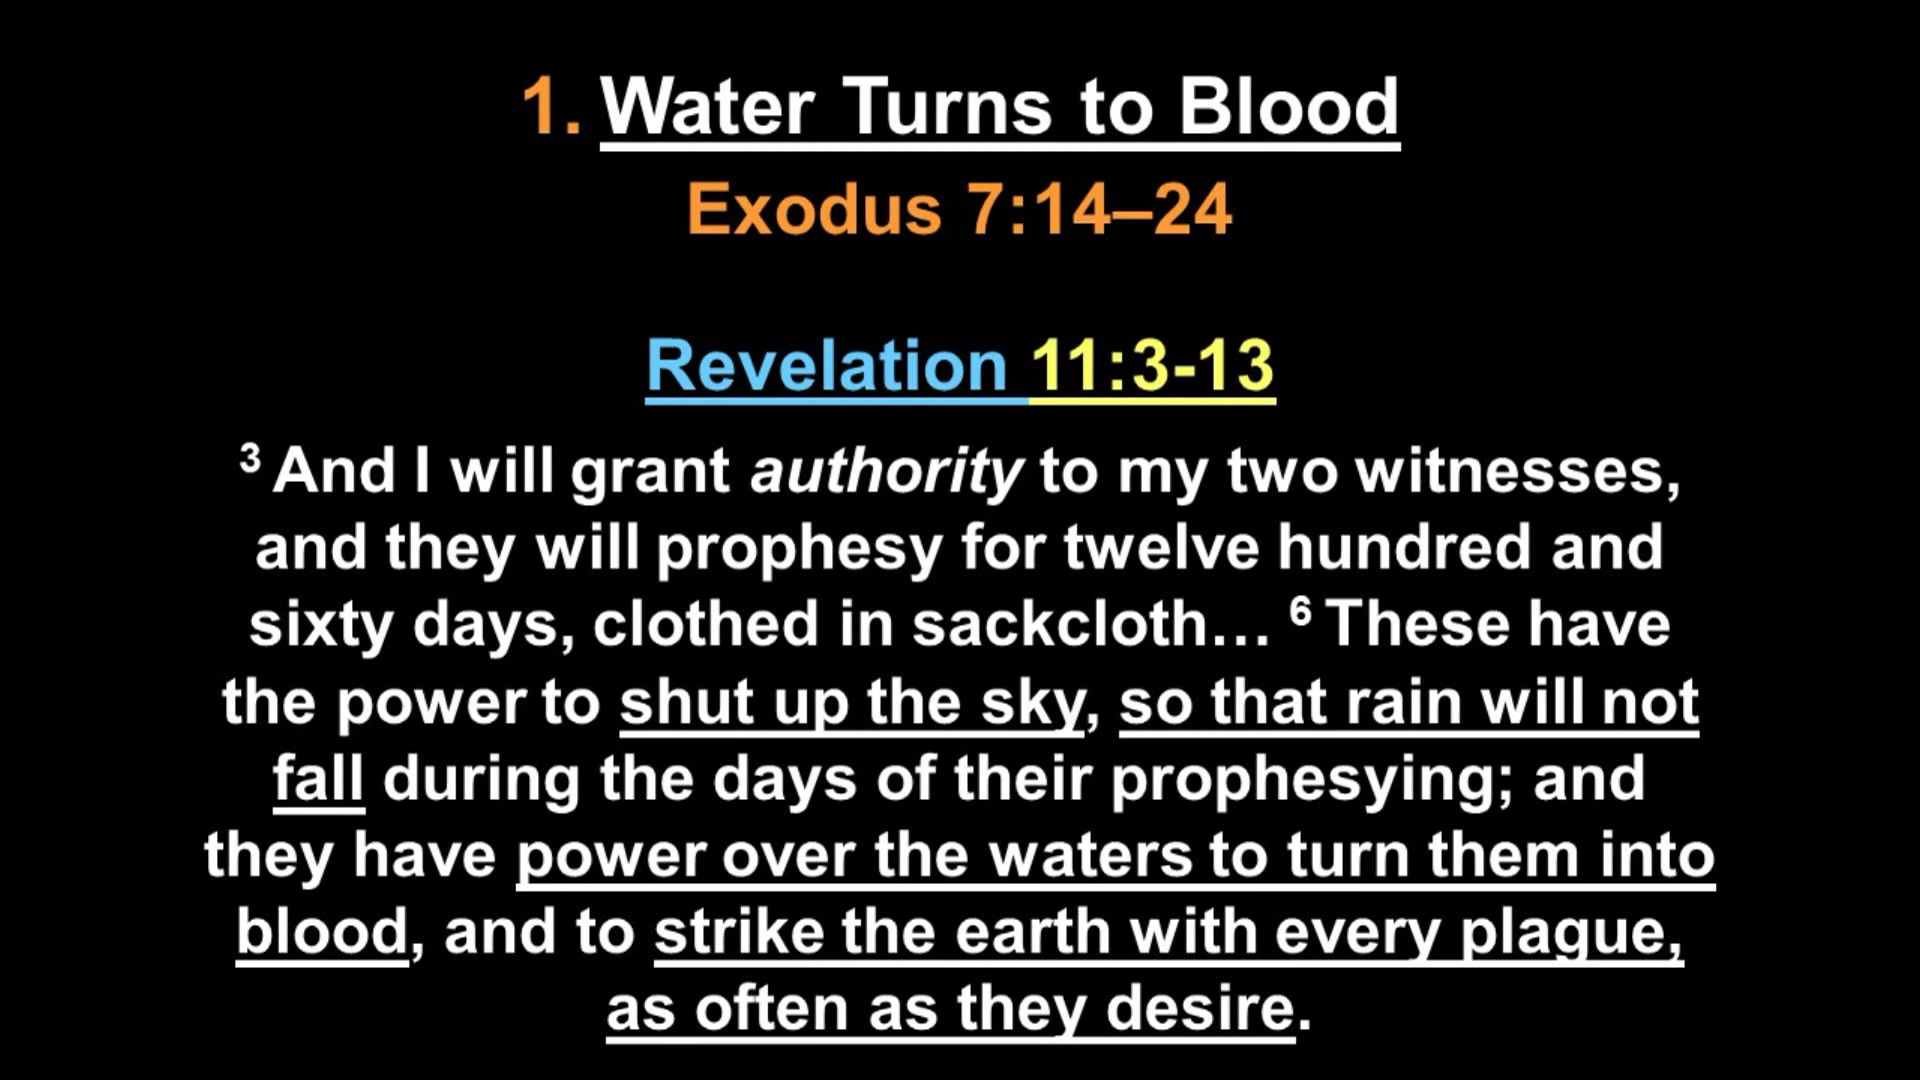 1. Water Turns to Blood
Exodus 7:14–24
Revelation 11:3-13
3 And I will grant authority to my two witnesses,
and they will prophesy for twelve hundred and
sixty days, clothed in sackcloth… 6 These have
the power to shut up the sky, so that rain will not
fall during the days of their prophesying; and
they have power over the waters to turn them into
blood, and to strike the earth with every plague,
as often as they desire.